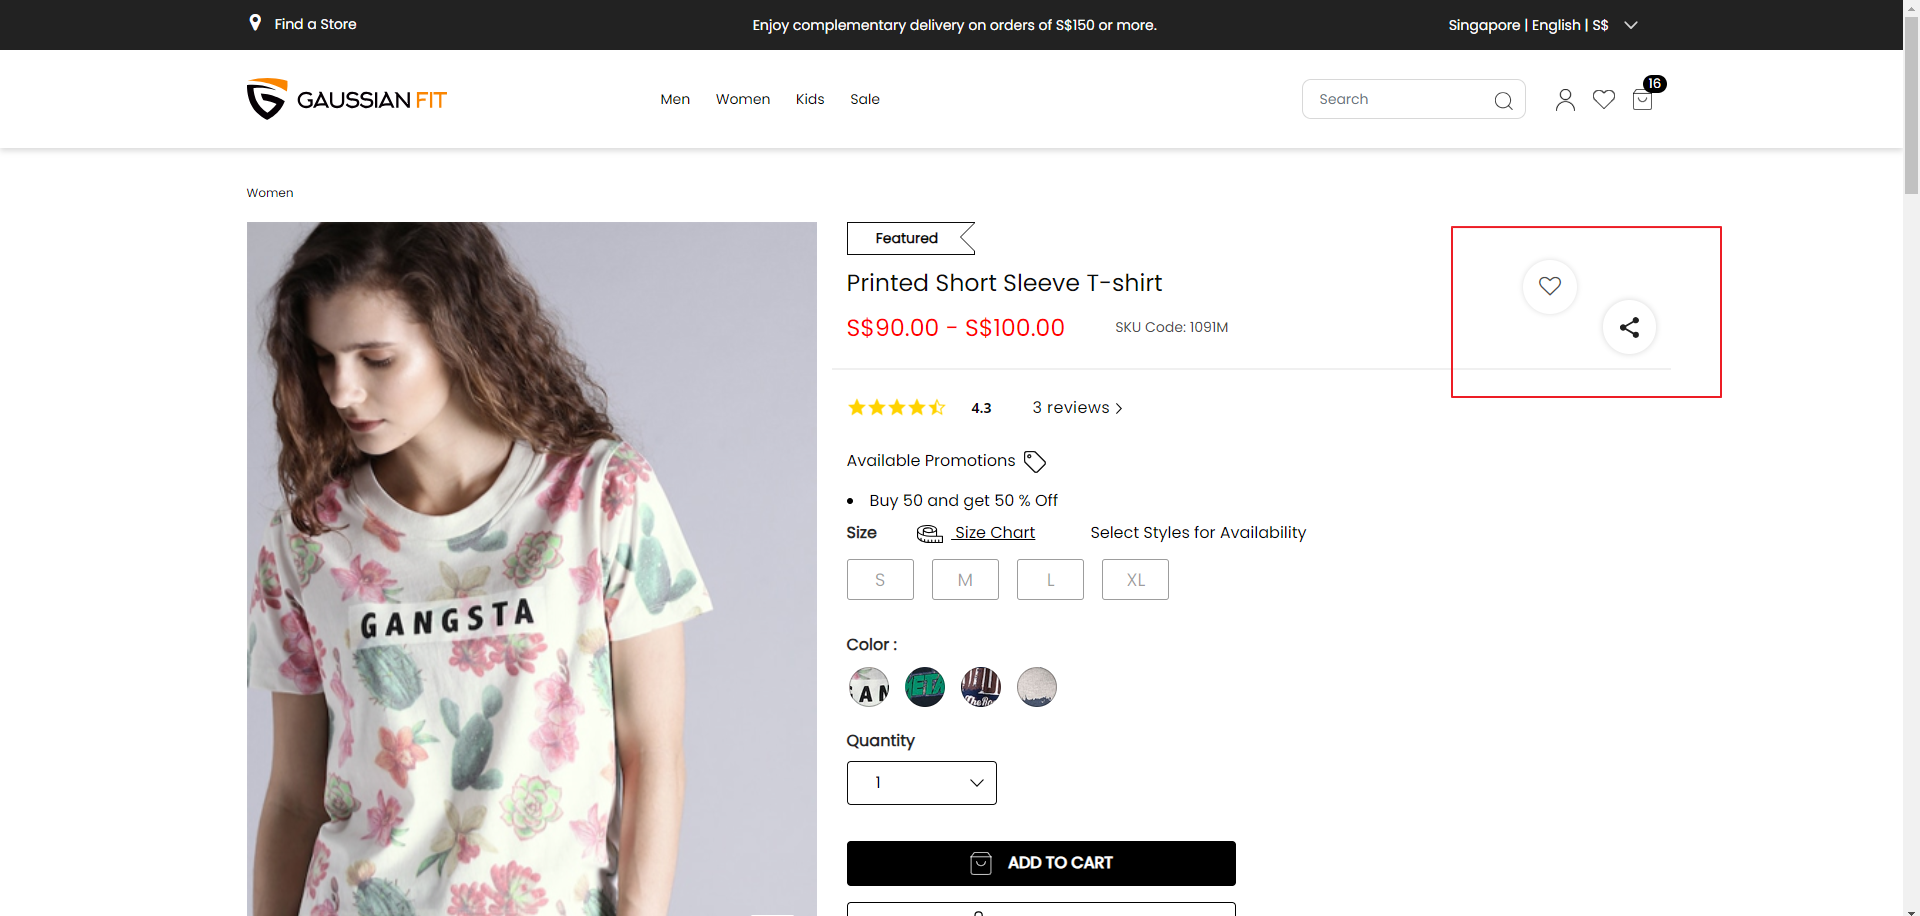 Find a Store
Enjoy complementary delivery on orders of S$150 or more.
Singapore | English | S$
GAUSSIAN FIT
Men
Women
Kids
Sale
Search
16
Women
Featured
Printed Short Sleeve T-shirt
S$90.00 - S$100.00
SKU Code: 1091M
4.3
3 reviews >
Available Promotions
Buy 50 and get 50 % Off
Size
Size Chart
Select Styles for Availability
S
M
L
XL
GANGSTA
Color :
Quantity
1
ADD TO CART